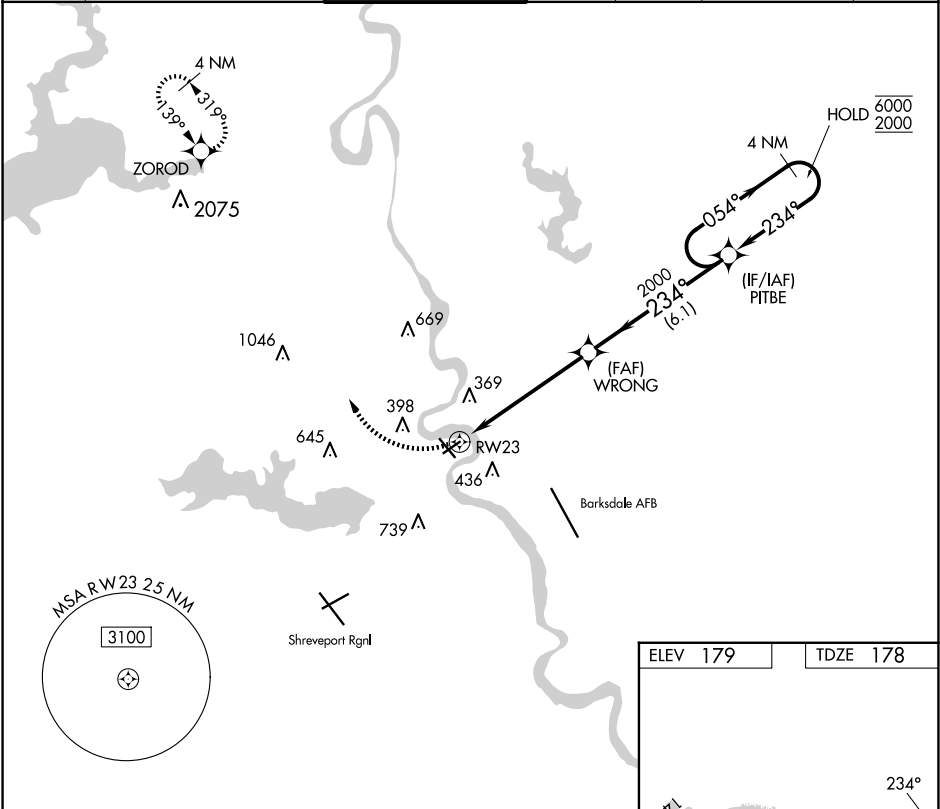 4 NM
319°
139°
ZOROD
2075
HOLD 6000
2000
4 NM
054°
234°
(IF/IAF)
PITBE
2000
234°
(6.1)
669
1046
(FAF)
WRONG
369
398
645
RW23
436
Barksdale AFB
739
MSA RW23 25 NM
3100
Shreveport Rgnl
ELEV 179
TDZE 178
234°